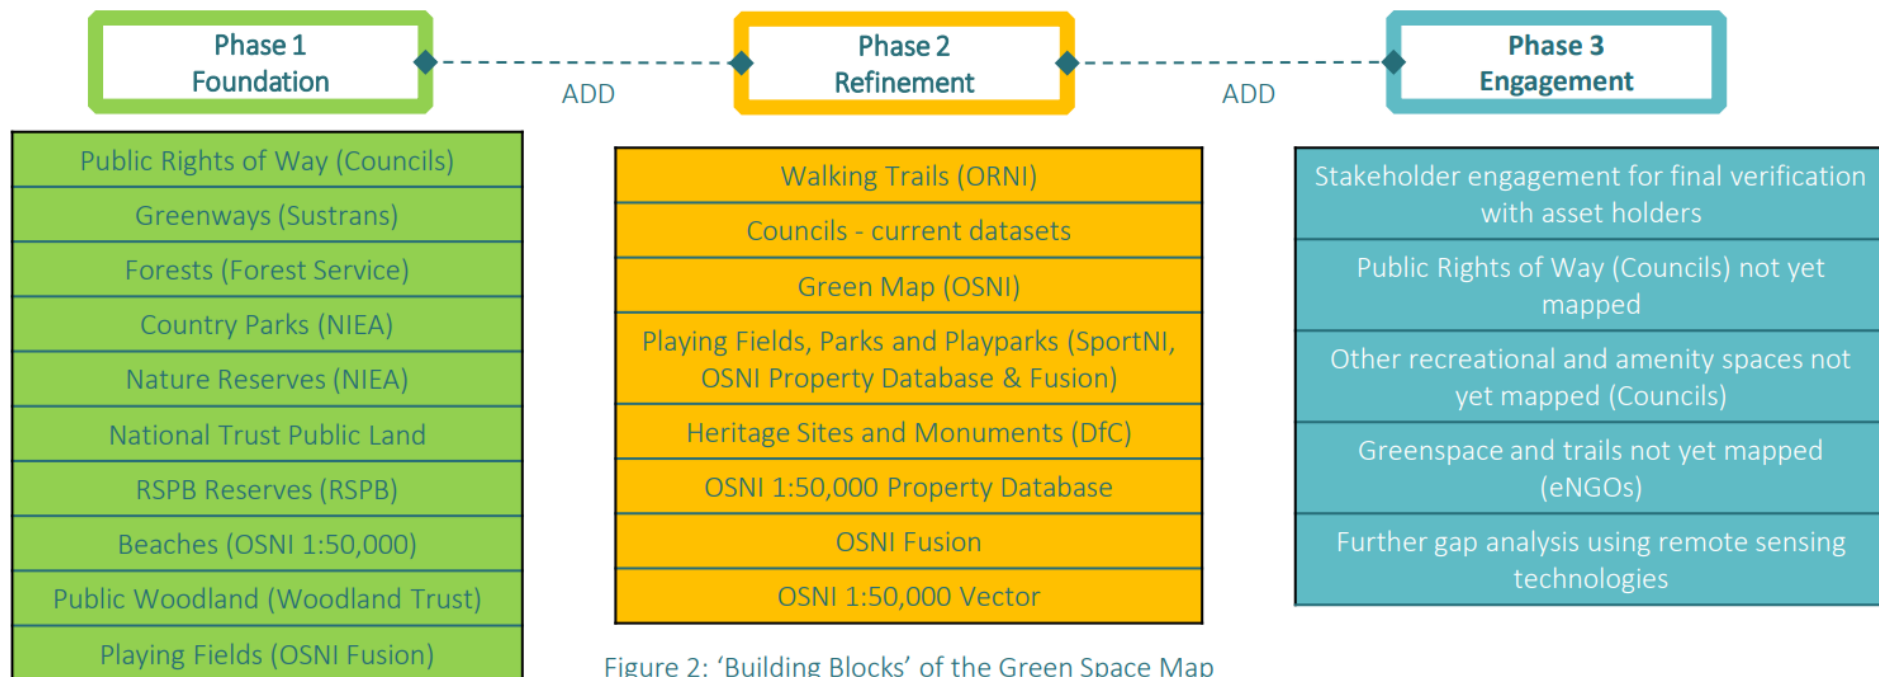 Phase 1
Foundation
ADD
Phase 2
Refinement
ADD
Phase 3
Engagement
Public Rights of Way (Councils)
Greenways (Sustrans)
Forests (Forest Service)
Country Parks (NIEA)
Nature Reserves (NIEA)
National Trust Public Land
RSPB Reserves (RSPB)
Beaches (OSNI 1:50,000)
Public Woodland (Woodland Trust)
Playing Fields (OSNI Fusion)
Walking Trails (ORNI)
Councils - current datasets
Green Map (OSNI)
Playing Fields, Parks and Playparks (SportNI,
OSNI Property Database & Fusion)
Heritage Sites and Monuments (DfC)
OSNI 1:50,000 Property Database
OSNI Fusion
OSNI 1:50,000 Vector
Stakeholder engagement for final verification
with asset holders
Public Rights of Way (Councils) not yet
mapped
Other recreational and amenity spaces not
yet mapped (Councils)
Greenspace and trails not yet mapped
(eNGOs)
Further gap analysis using remote sensing
technologies
Figure 2: ‘Building Blocks’ of the Green Space Map